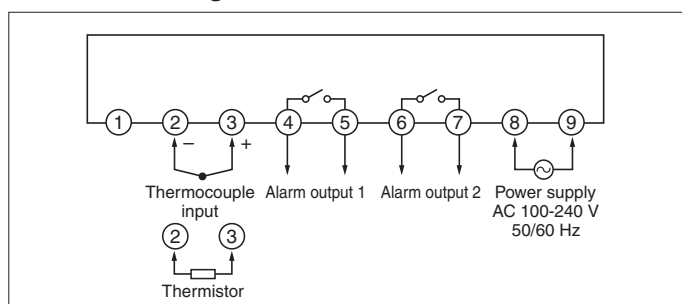 1 2 3 4 5 6 7 8 9
− +
Thermocouple input Alarm output 1 Alarm output 2 Power supply
AC 100-240 V
50/60 Hz
2 3
Thermistor